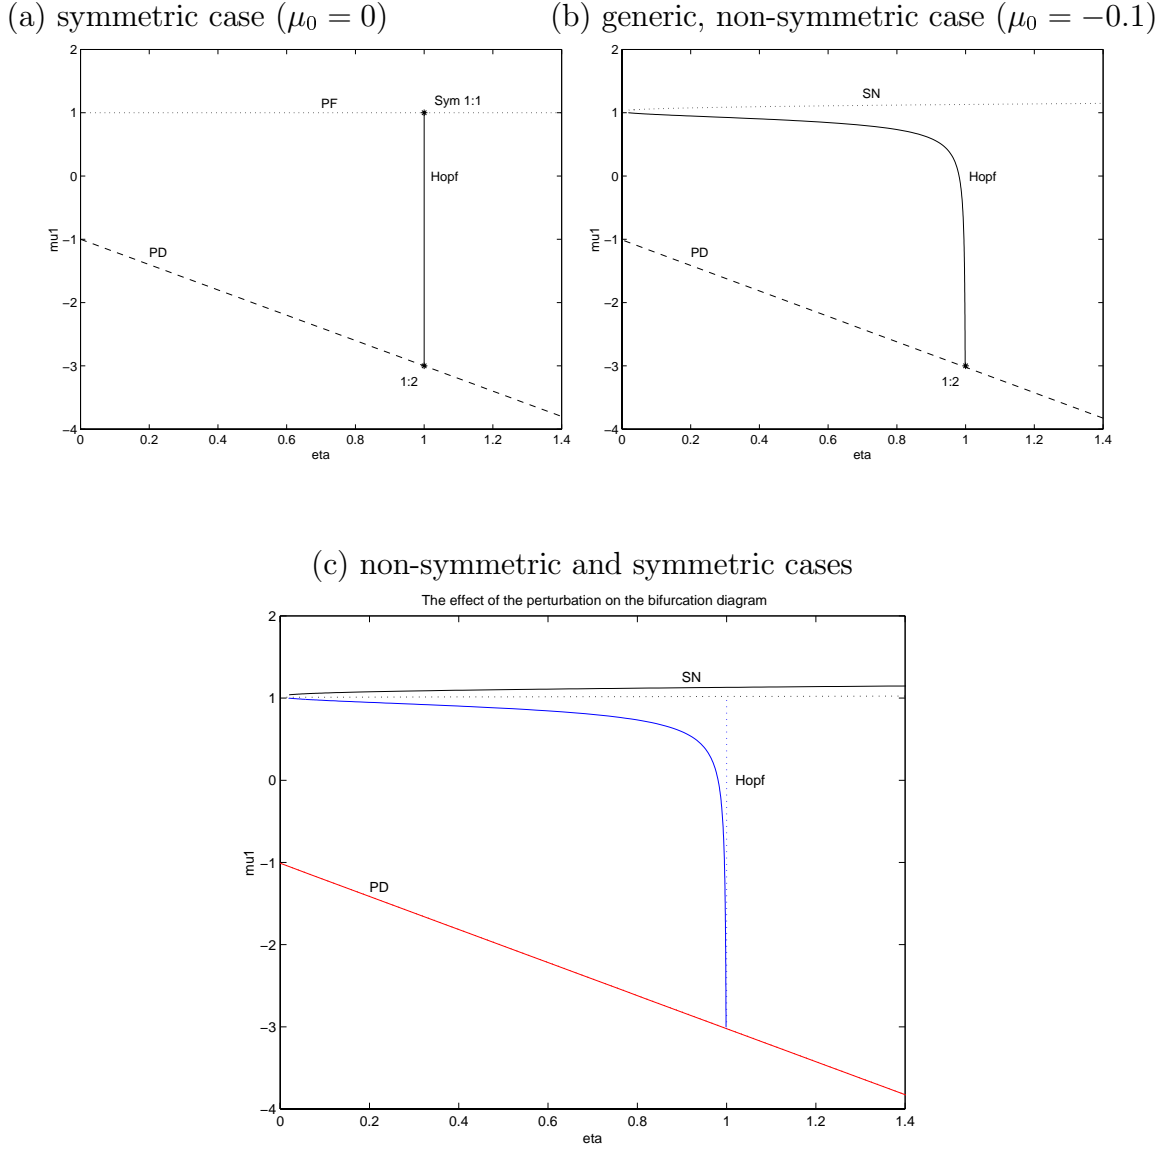 (a) symmetric case (μ₀ = 0)
(b) generic, non-symmetric case (μ₀ = −0.1)
2
1
0
−1
−2
−3
−4
mu1
PF
Sym 1:1
Hopf
PD
1:2
0
0.2
0.4
0.6
0.8
1
1.2
1.4
eta
2
1
0
−1
−2
−3
−4
mu1
SN
Hopf
PD
1:2
0
0.2
0.4
0.6
0.8
1
1.2
1.4
eta
(c) non-symmetric and symmetric cases
The effect of the perturbation on the bifurcation diagram
2
1
0
−1
−2
−3
−4
mu1
SN
Hopf
PD
0
0.2
0.4
0.6
0.8
1
1.2
1.4
eta